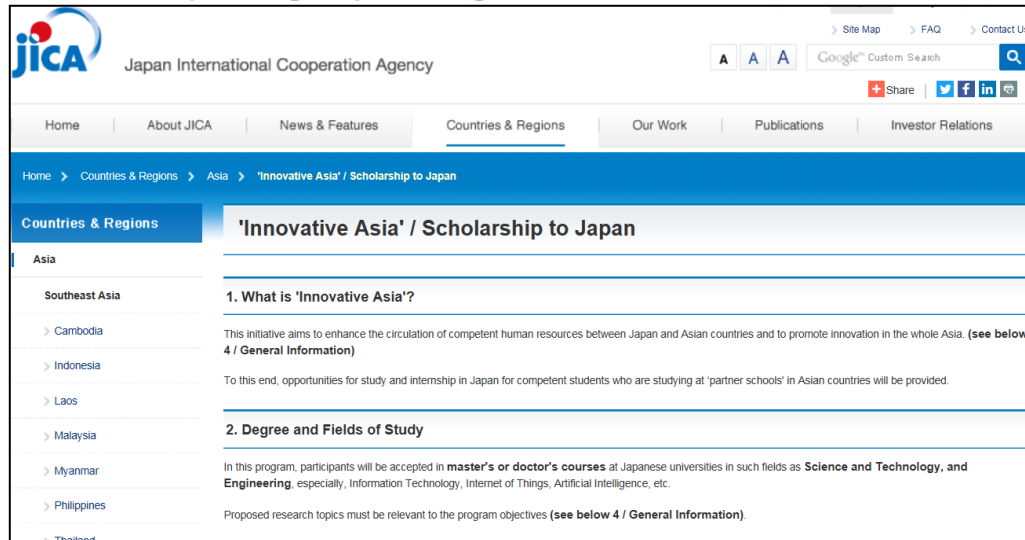 Site Map
FAQ
Contact Us
jICA
Japan International Cooperation Agency
A A A
Google™ Custom Search
Share
Home
About JICA
News & Features
Countries & Regions
Our Work
Publications
Investor Relations
Home > Countries & Regions > Asia > 'Innovative Asia' / Scholarship to Japan
Countries & Regions
Asia
Southeast Asia
> Cambodia
> Indonesia
> Laos
> Malaysia
> Myanmar
> Philippines
> Thailand
'Innovative Asia' / Scholarship to Japan
1. What is 'Innovative Asia'?
This initiative aims to enhance the circulation of competent human resources between Japan and Asian countries and to promote innovation in the whole Asia. (see below
4 / General Information)
To this end, opportunities for study and internship in Japan for competent students who are studying at 'partner schools' in Asian countries will be provided.
2. Degree and Fields of Study
In this program, participants will be accepted in master's or doctor's courses at Japanese universities in such fields as Science and Technology, and
Engineering, especially, Information Technology, Internet of Things, Artificial Intelligence, etc.
Proposed research topics must be relevant to the program objectives (see below 4 / General Information).